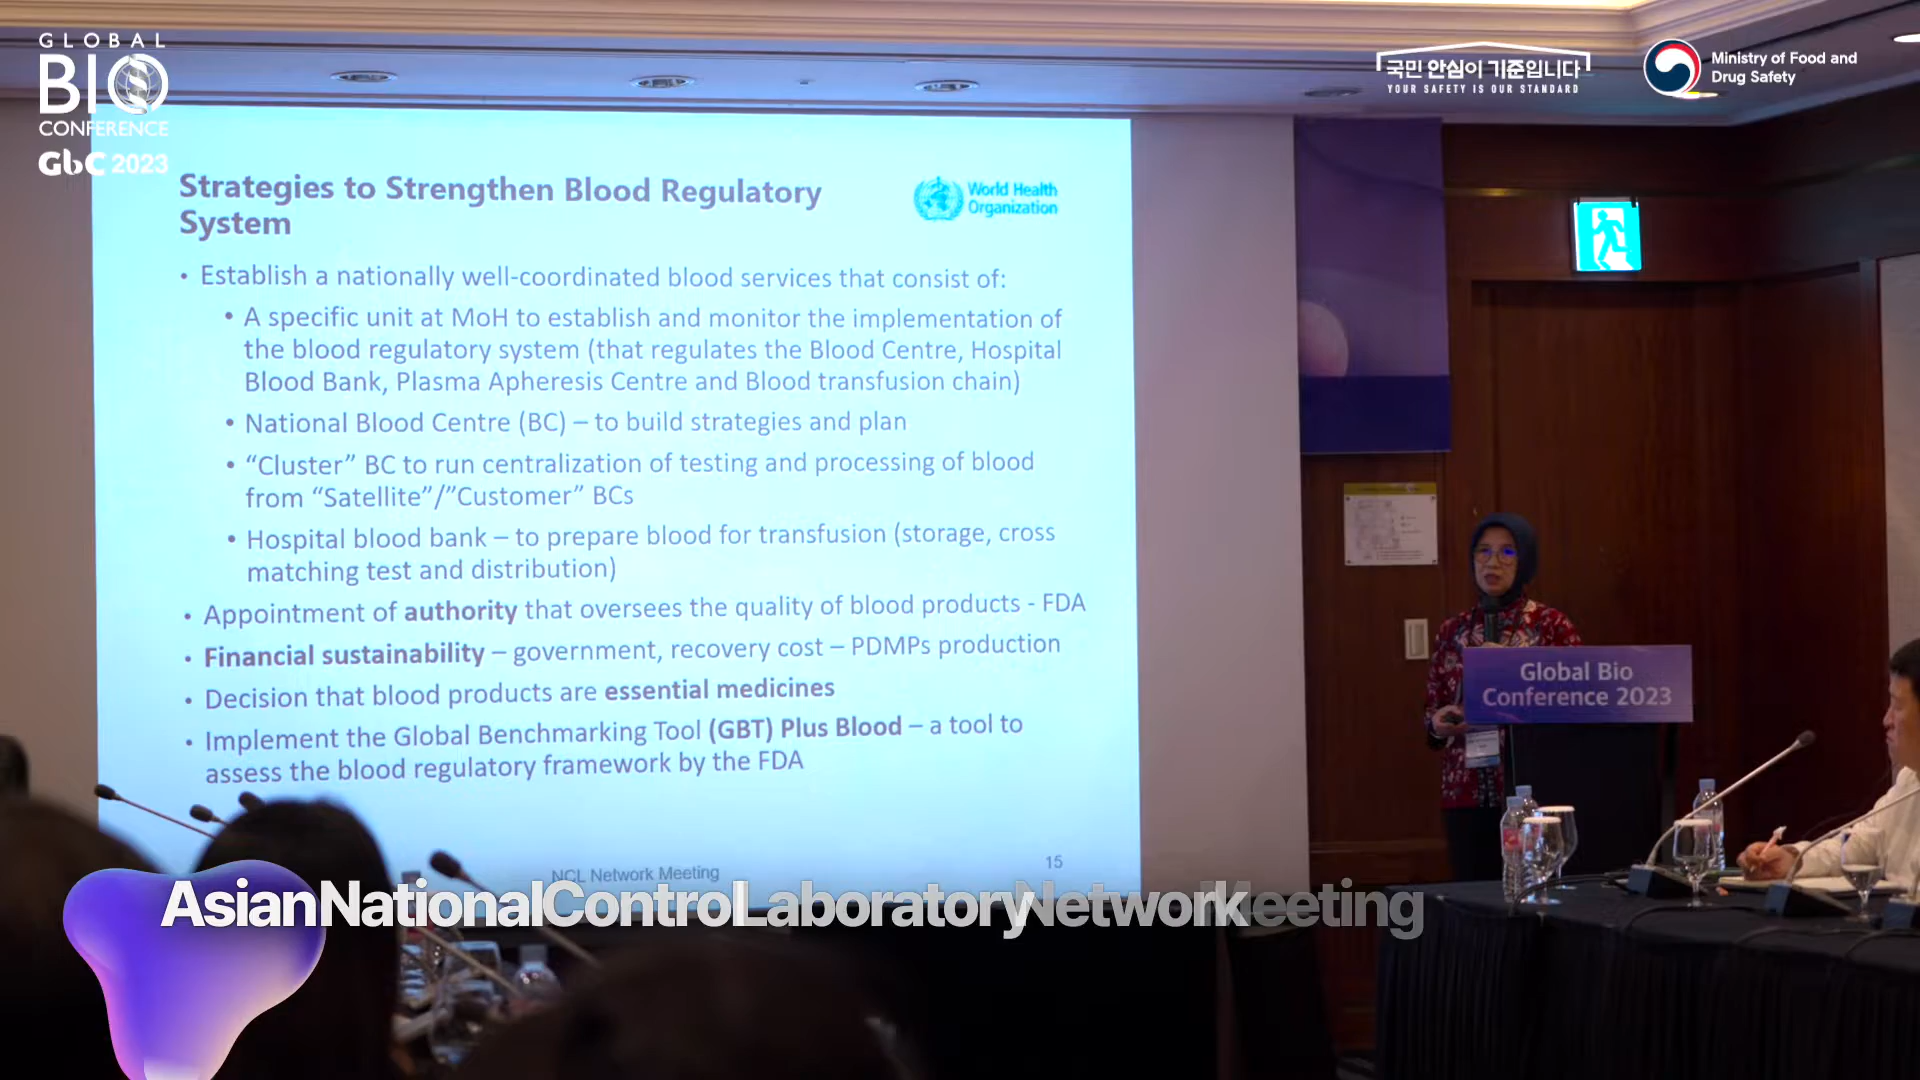 GLOBAL
BIO
CONFERENCE
GbC 2023
국민 안심이 기준입니다
YOUR SAFETY IS OUR STANDARD
Ministry of Food and
Drug Safety
Strategies to Strengthen Blood Regulatory
System
World Health
Organization
• Establish a nationally well-coordinated blood services that consist of:
• A specific unit at MoH to establish and monitor the implementation of
the blood regulatory system (that regulates the Blood Centre, Hospital
Blood Bank, Plasma Apheresis Centre and Blood transfusion chain)
• National Blood Centre (BC) – to build strategies and plan
• “Cluster” BC to run centralization of testing and processing of blood
from “Satellite”/”Customer” BCs
• Hospital blood bank – to prepare blood for transfusion (storage, cross
matching test and distribution)
• Appointment of authority that oversees the quality of blood products - FDA
• Financial sustainability – government, recovery cost – PDMPs production
• Decision that blood products are essential medicines
• Implement the Global Benchmarking Tool (GBT) Plus Blood – a tool to
assess the blood regulatory framework by the FDA
NCL Network Meeting
15
Global Bio
Conference 2023
Asian National Control Laboratory Network Meeting